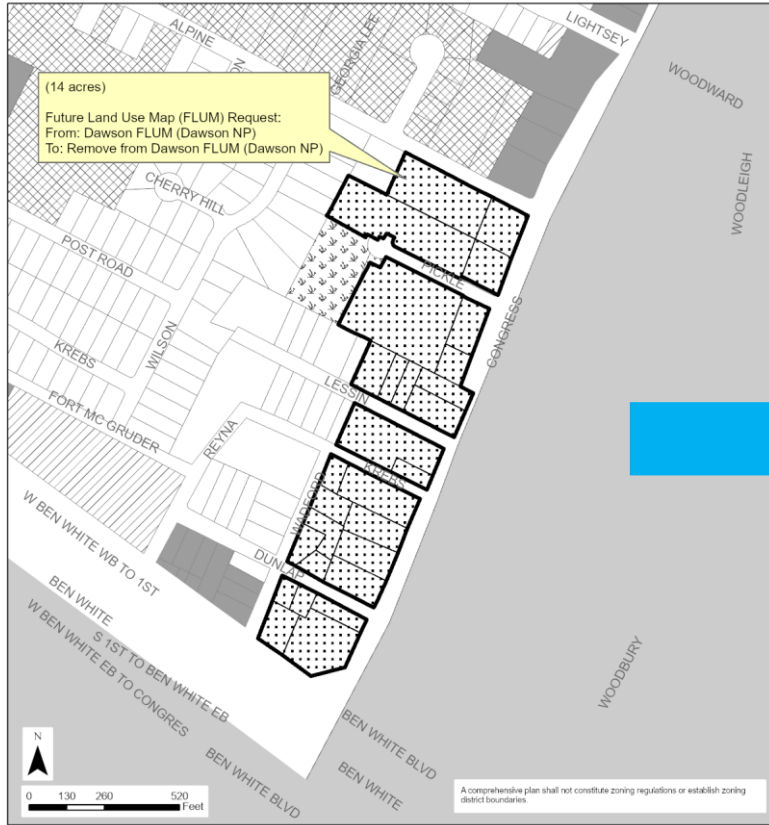 ALPINE
LIGHTSEY
GEORGIA LEE
WOODWARD
(14 acres)
Future Land Use Map (FLUM) Request:
From: Dawson FLUM (Dawson NP)
To: Remove from Dawson FLUM (Dawson NP)
CHERRY HILL
WOODLEIGH
POST ROAD
PICKLE
CONGRESS
WILSON
KREBS
LESSIN
FORT MC GRUDER
REYNA
KREBS
WADFORD
W BEN WHITE WB TO 1ST
DUNLAP
BEN WHITE
S 1ST TO BEN WHITE EB
W BEN WHITE EB TO CONGRES
WOODBURY
BEN WHITE BLVD
BEN WHITE BLVD
BEN WHITE
N
0 130 260 520
Feet
A comprehensive plan shall not constitute zoning regulations or establish zoning
district boundaries.